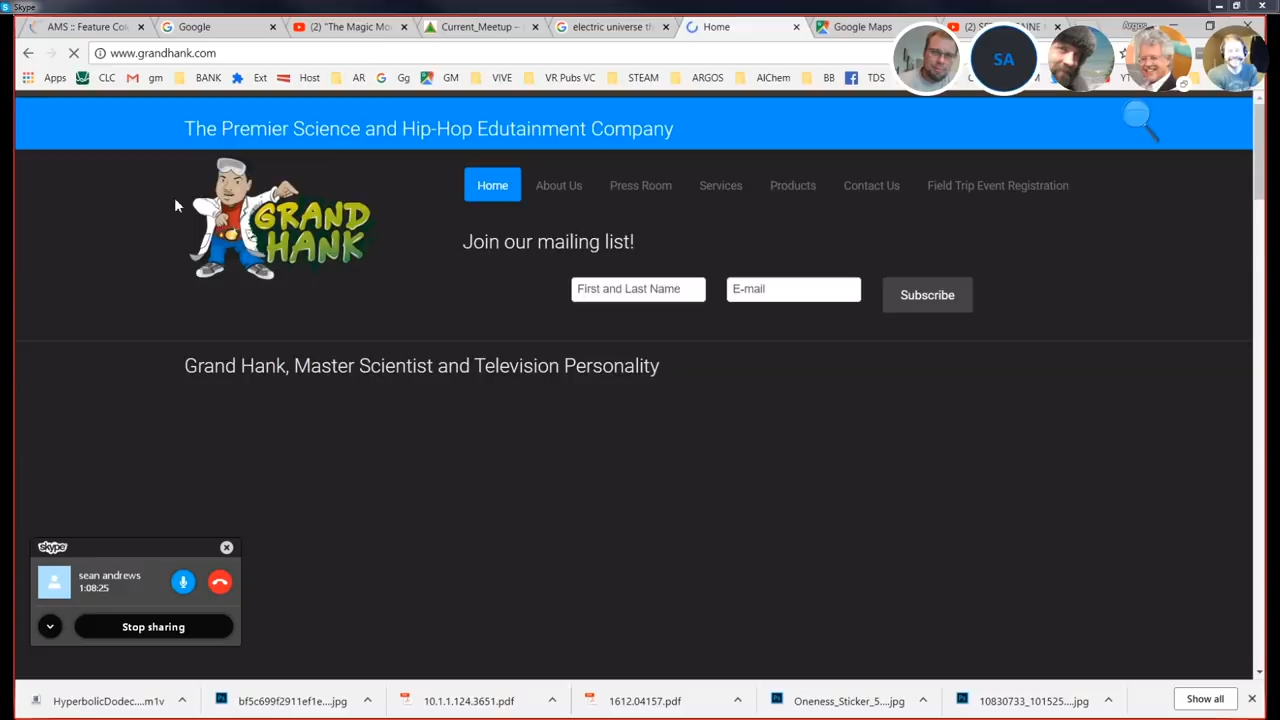 Skype
AMS :: Feature Col
Google
(2) "The Magic Mo
Current_Meetup –
electric universe th
Home
Google Maps
Argos
www.grandhank.com
Apps CLC gm BANK Ext Host AR Gg GM VIVE VR Pubs VC STEAM ARGOS AIChem BB TDS
SA
The Premier Science and Hip-Hop Edutainment Company
GRAND
HANK
Home About Us Press Room Services Products Contact Us Field Trip Event Registration
Join our mailing list!
First and Last Name E-mail Subscribe
Grand Hank, Master Scientist and Television Personality
skype
sean andrews
1:08:25
Stop sharing
HyperbolicDodec....m1v bf5c699f2911ef1e....jpg 10.1.1.124.3651.pdf 1612.04157.pdf Oneness_Sticker_5....jpg 10830733_101525....jpg Show all